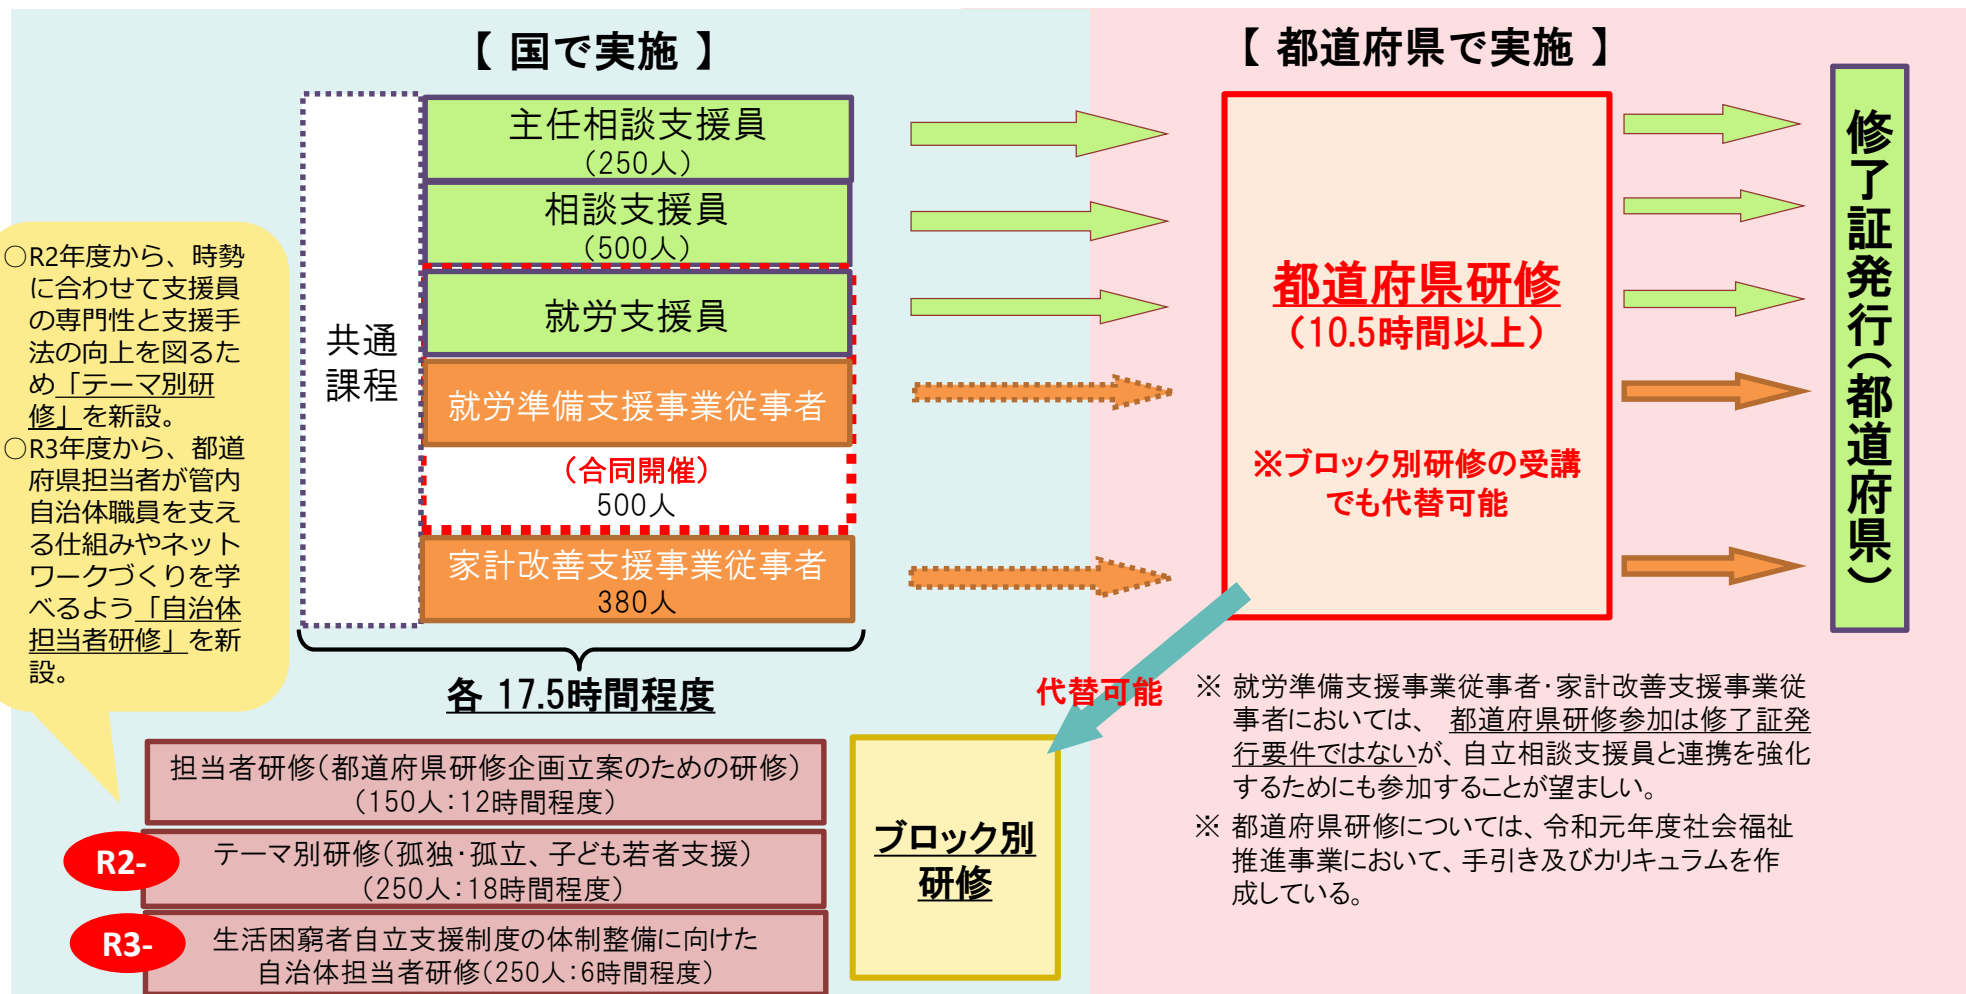 【 国で実施 】
共通
課程
主任相談支援員
(250人)
相談支援員
(500人)
就労支援員
就労準備支援事業従事者
(合同開催)
500人
家計改善支援事業従事者
380人
各 17.5時間程度
○R2年度から、時勢
に合わせて支援員
の専門性と支援手
法の向上を図るた
め「テーマ別研
修」を新設。
○R3年度から、都道
府県担当者が管内
自治体職員を支え
る仕組みやネット
ワークづくりを学
べるよう「自治体
担当者研修」を新
設。
担当者研修(都道府県研修企画立案のための研修)
(150人:12時間程度)
R2-
テーマ別研修(孤独・孤立、子ども若者支援)
(250人:18時間程度)
R3-
生活困窮者自立支援制度の体制整備に向けた
自治体担当者研修(250人:6時間程度)
ブロック別
研修
代替可能
【 都道府県で実施 】
都道府県研修
(10.5時間以上)
※ブロック別研修の受講
でも代替可能
修了証発行(都道府県)
※ 就労準備支援事業従事者・家計改善支援事業従
事者においては、 都道府県研修参加は修了証発
行要件ではないが、自立相談支援員と連携を強化
するためにも参加することが望ましい。
※ 都道府県研修については、令和元年度社会福祉
推進事業において、手引き及びカリキュラムを作
成している。